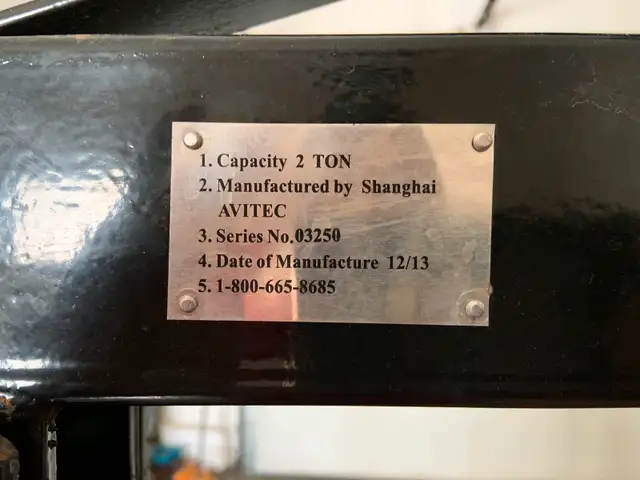 1. Capacity 2 TON
2. Manufactured by Shanghai
AVITEC
3. Series No.03250
4. Date of Manufacture 12/13
5. 1-800-665-8685